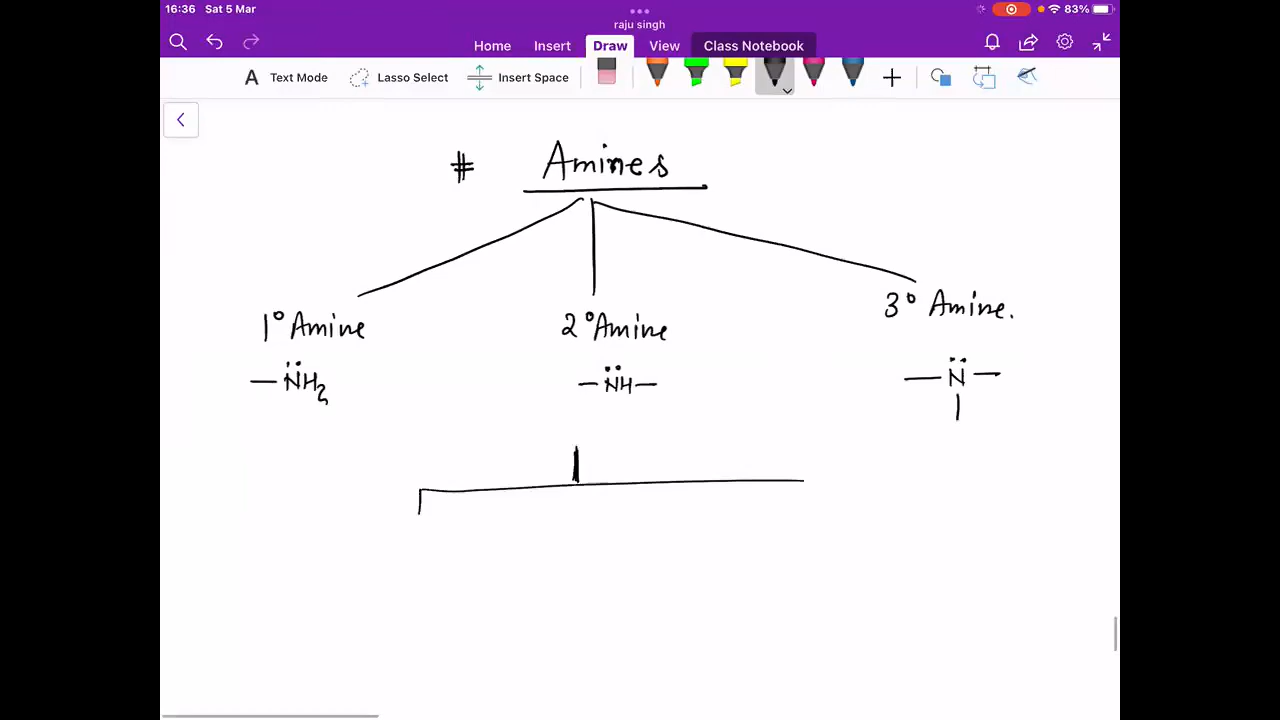 16:36 Sat 5 Mar
83%
raju singh
Home Insert Draw View Class Notebook
A Text Mode Lasso Select Insert Space
# Amines
1° Amine 2° Amine 3° Amine.
— N̈H₂ — N̈H — — N̈ —
|